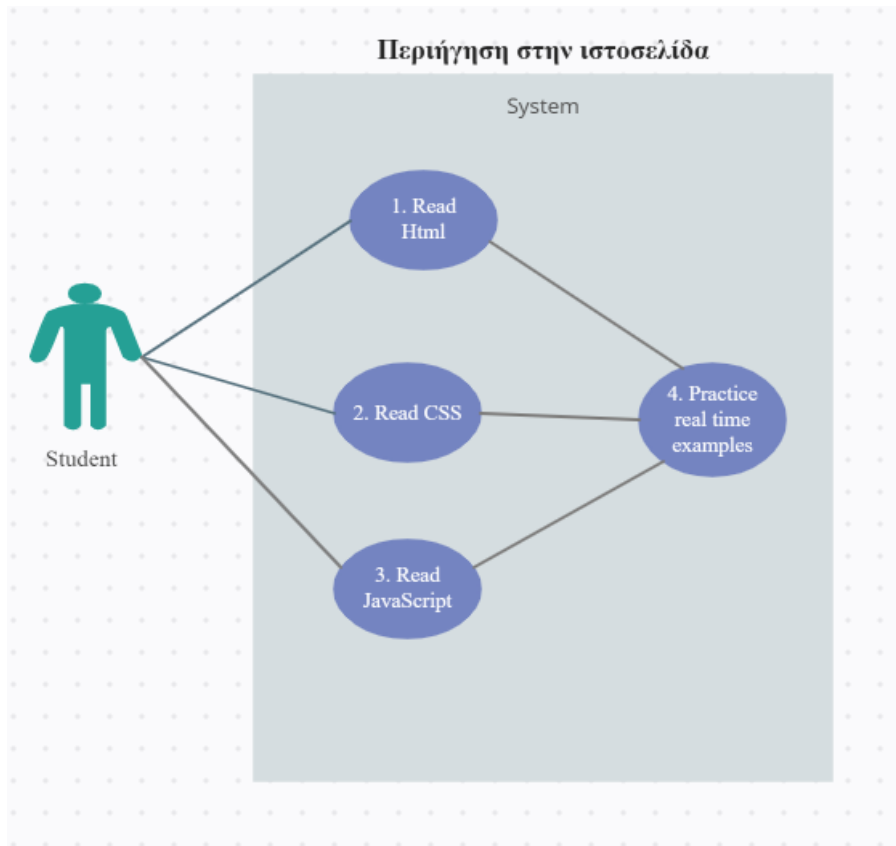 Περιήγηση στην ιστοσελίδα
System
1. Read
Html
2. Read CSS
4. Practice
real time
examples
Student
3. Read
JavaScript